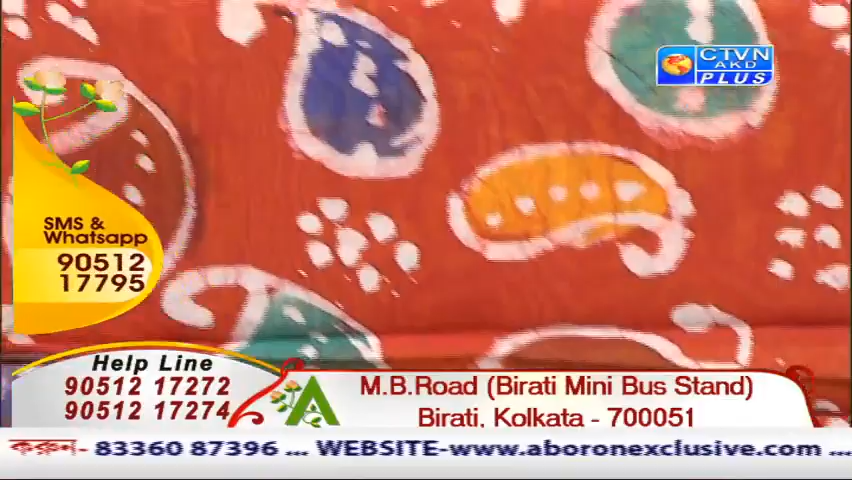 CTVN
AKD
PLUS
SMS &
Whatsapp
90512
17795
Help Line
90512 17272
90512 17274
M.B.Road (Birati Mini Bus Stand)
Birati, Kolkata - 700051
- 83360 87396 ... WEBSITE-www.aboronexclusive.com ...